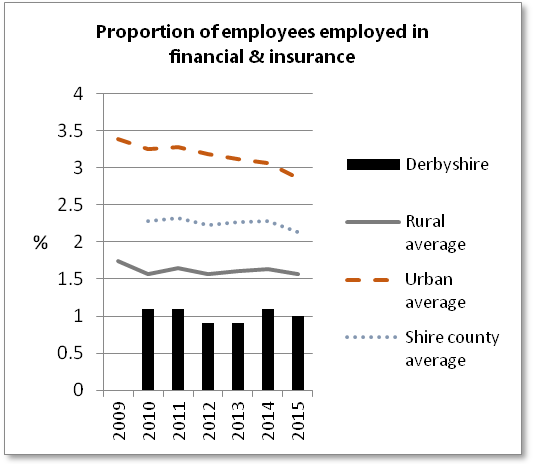 Proportion of employees employed in
financial & insurance
4
3.5
3
2.5
2
1.5
1
0.5
0
%
2009
2010
2011
2012
2013
2014
2015
Derbyshire
Rural
average
Urban
average
Shire county
average